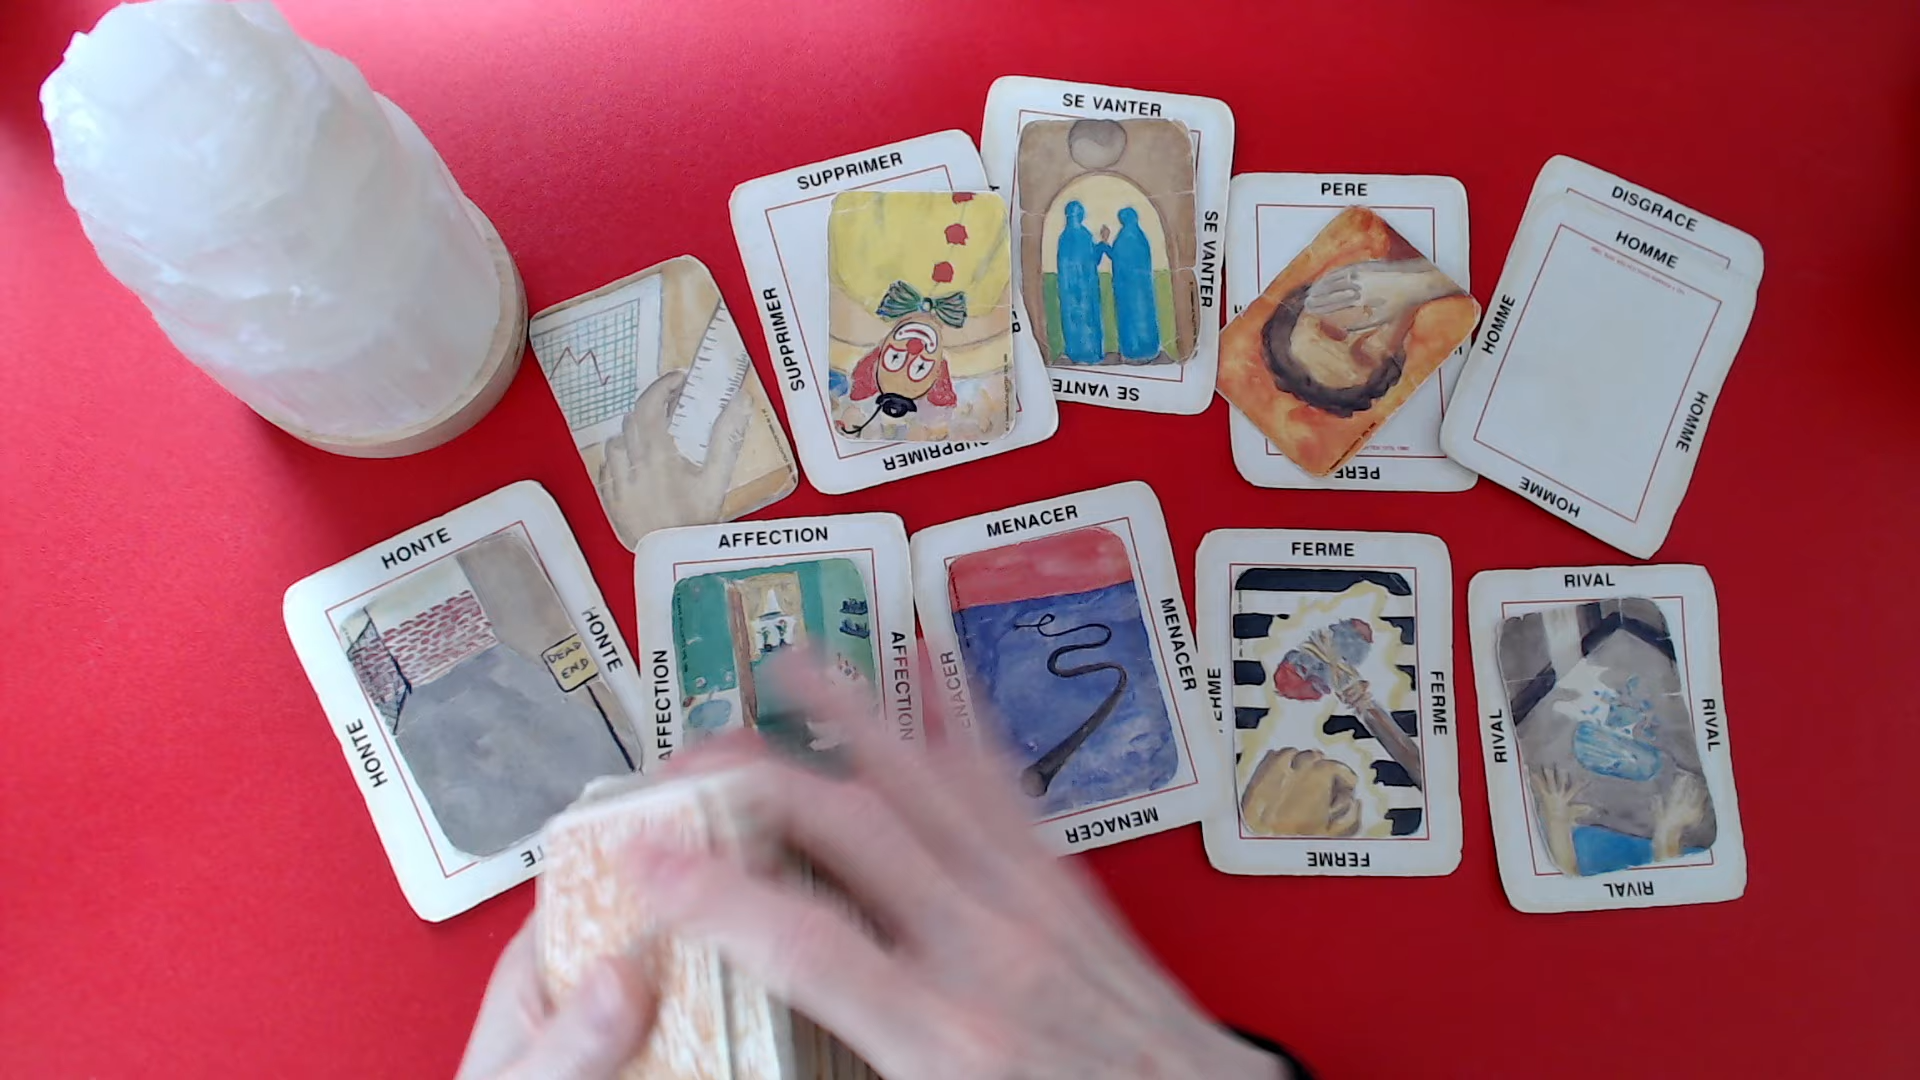 SE VANTER
SE VANTER
SE VANTE
SUPPRIMER
SUPPRIMER
SUPPRIMER
PERE
PERE
DISGRACE
HOMME
HOMME
HOMME
HOMME
HONTE
HONTE
HONTE
DEAD
END
AFFECTION
AFFECTION
AFFECTION
MENACER
MENACER
MENACER
MENACER
FERME
FERME
FERME
RIVAL
RIVAL
RIVAL
RIVAL